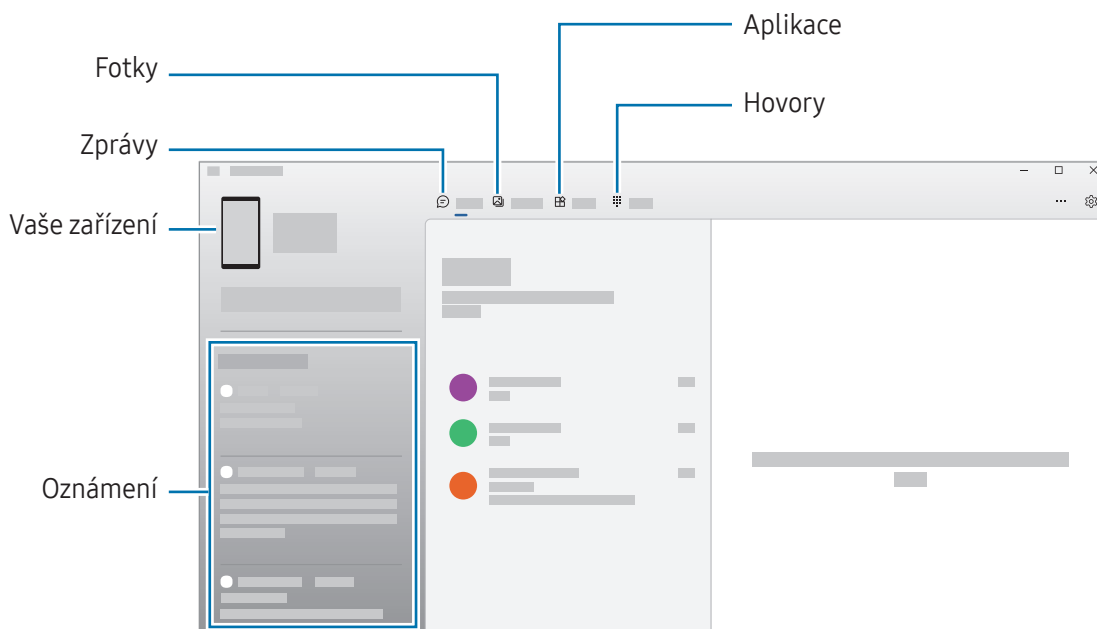 Aplikace
Fotky
Hovory
Zprávy
Vaše zařízení
Oznámení